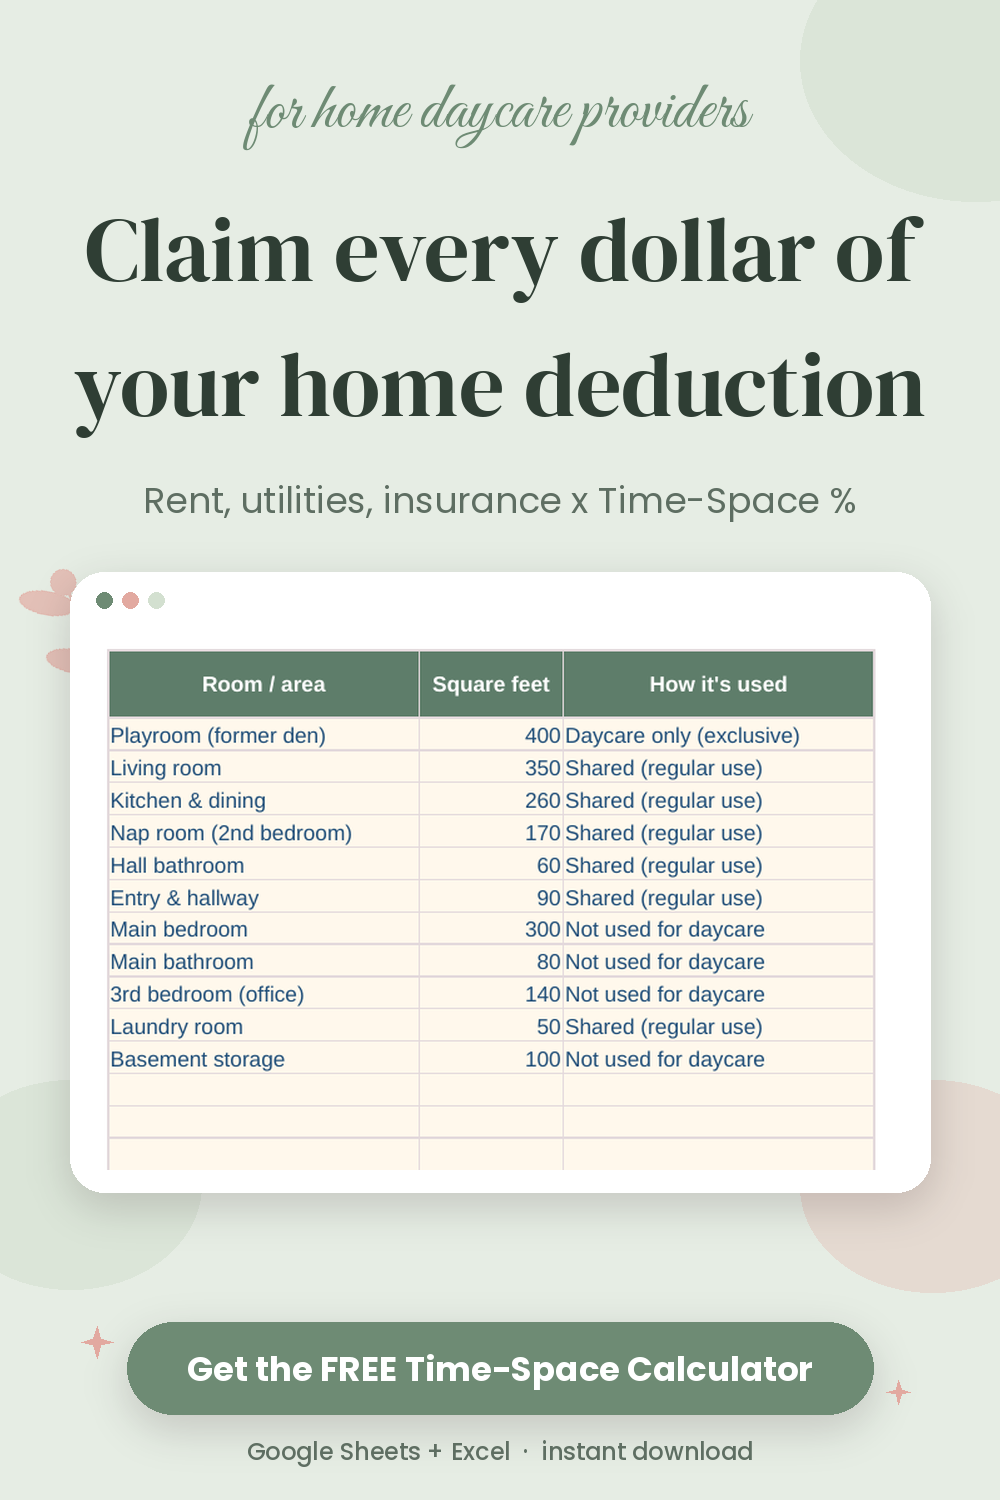 for home daycare providers
Claim every dollar of
your home deduction
Rent, utilities, insurance x Time-Space %
Room / area Square feet How it's used
Playroom (former den) 400 Daycare only (exclusive)
Living room 350 Shared (regular use)
Kitchen & dining 260 Shared (regular use)
Nap room (2nd bedroom) 170 Shared (regular use)
Hall bathroom 60 Shared (regular use)
Entry & hallway 90 Shared (regular use)
Main bedroom 300 Not used for daycare
Main bathroom 80 Not used for daycare
3rd bedroom (office) 140 Not used for daycare
Laundry room 50 Shared (regular use)
Basement storage 100 Not used for daycare
Get the FREE Time-Space Calculator
Google Sheets + Excel · instant download